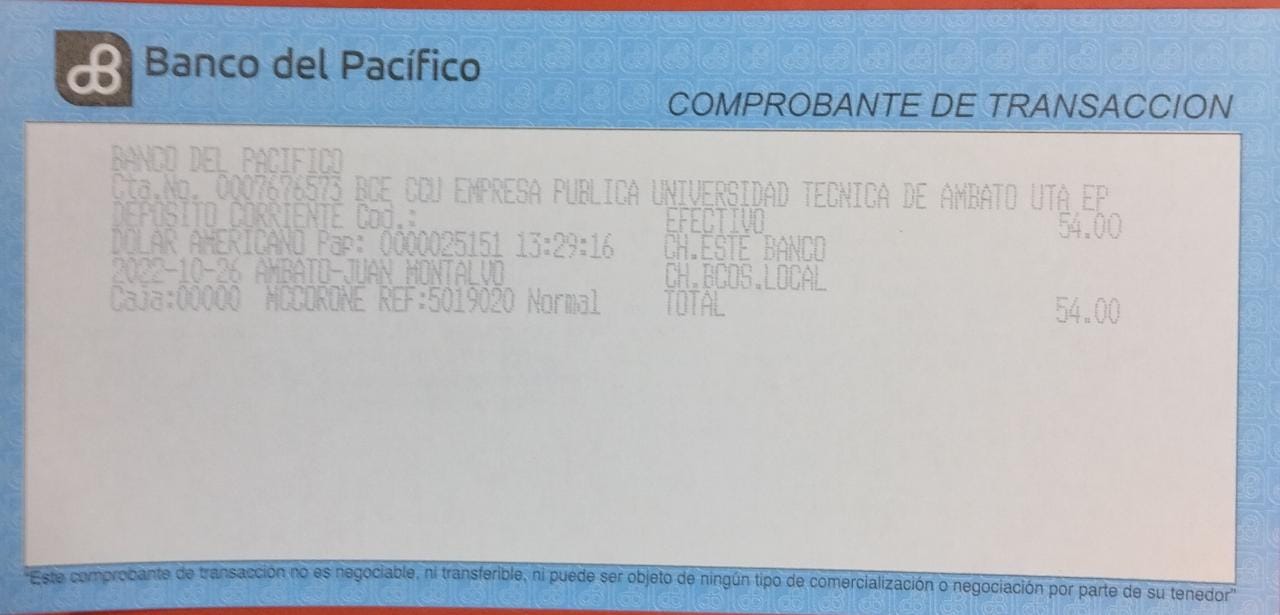 Banco del Pacífico
COMPROBANTE DE TRANSACCION
BANCO DEL PACIFICO
Cta.No. 0007676573 BCE CCU EMPRESA PUBLICA UNIVERSIDAD TECNICA DE AMBATO UTA EP
DEPOSITO CORRIENTE Cod.: EFECTIVO 54.00
DOLAR AMERICANO Pap: 0000025151 13:29:16 CH.ESTE BANCO
2022-10-26 AMBATO-JUAN MONTALVO CH.BCOS.LOCAL
Caja:00000 MCCORONE REF:5019020 Normal TOTAL 54.00
"Este comprobante de transacción no es negociable, ni transferible, ni puede ser objeto de ningún tipo de comercialización o negociación por parte de su tenedor"